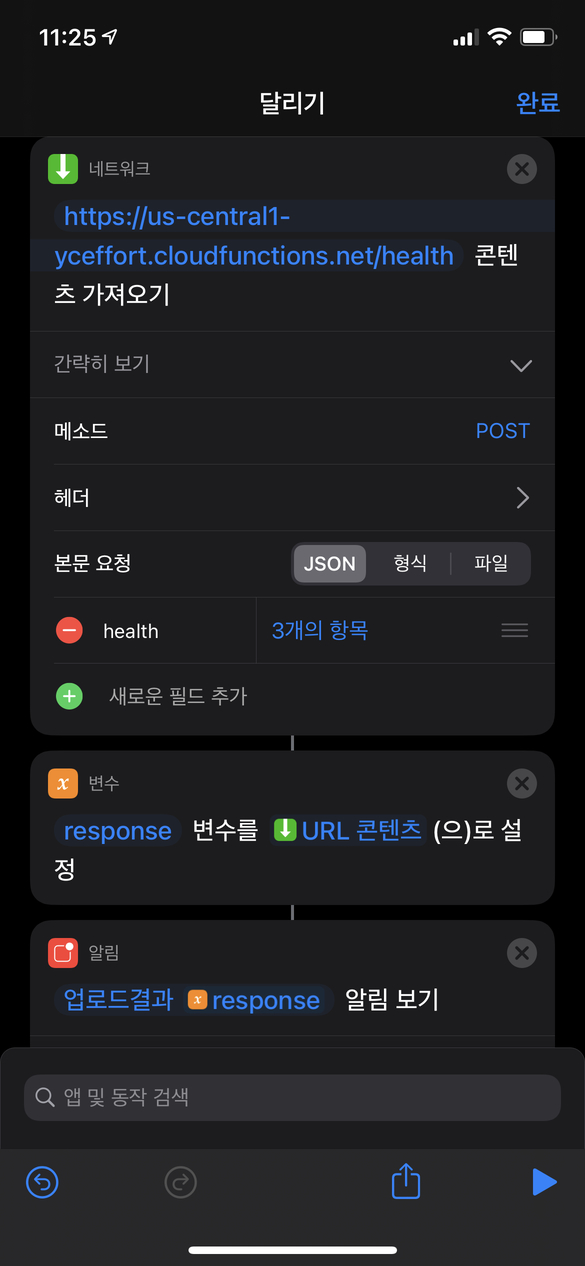 11:25
달리기
완료
네트워크
https://us-central1-
yceffort.cloudfunctions.net/health 콘텐
츠 가져오기
간략히 보기
메소드 POST
헤더
본문 요청 JSON 형식 파일
health 3개의 항목
새로운 필드 추가
x 변수
response 변수를 URL 콘텐츠 (으)로 설
정
알림
업로드결과 x response 알림 보기
앱 및 동작 검색